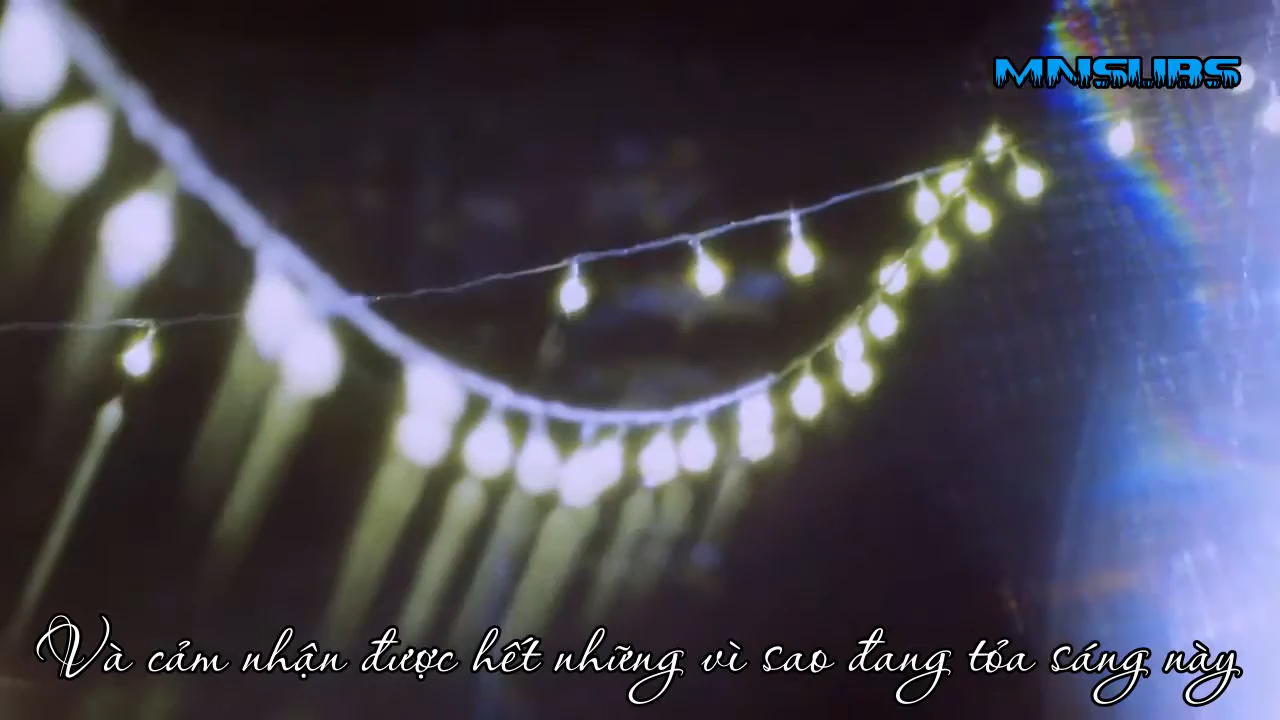 MNSUBS
Và cảm nhận được hết những vì sao đang tỏa sáng này